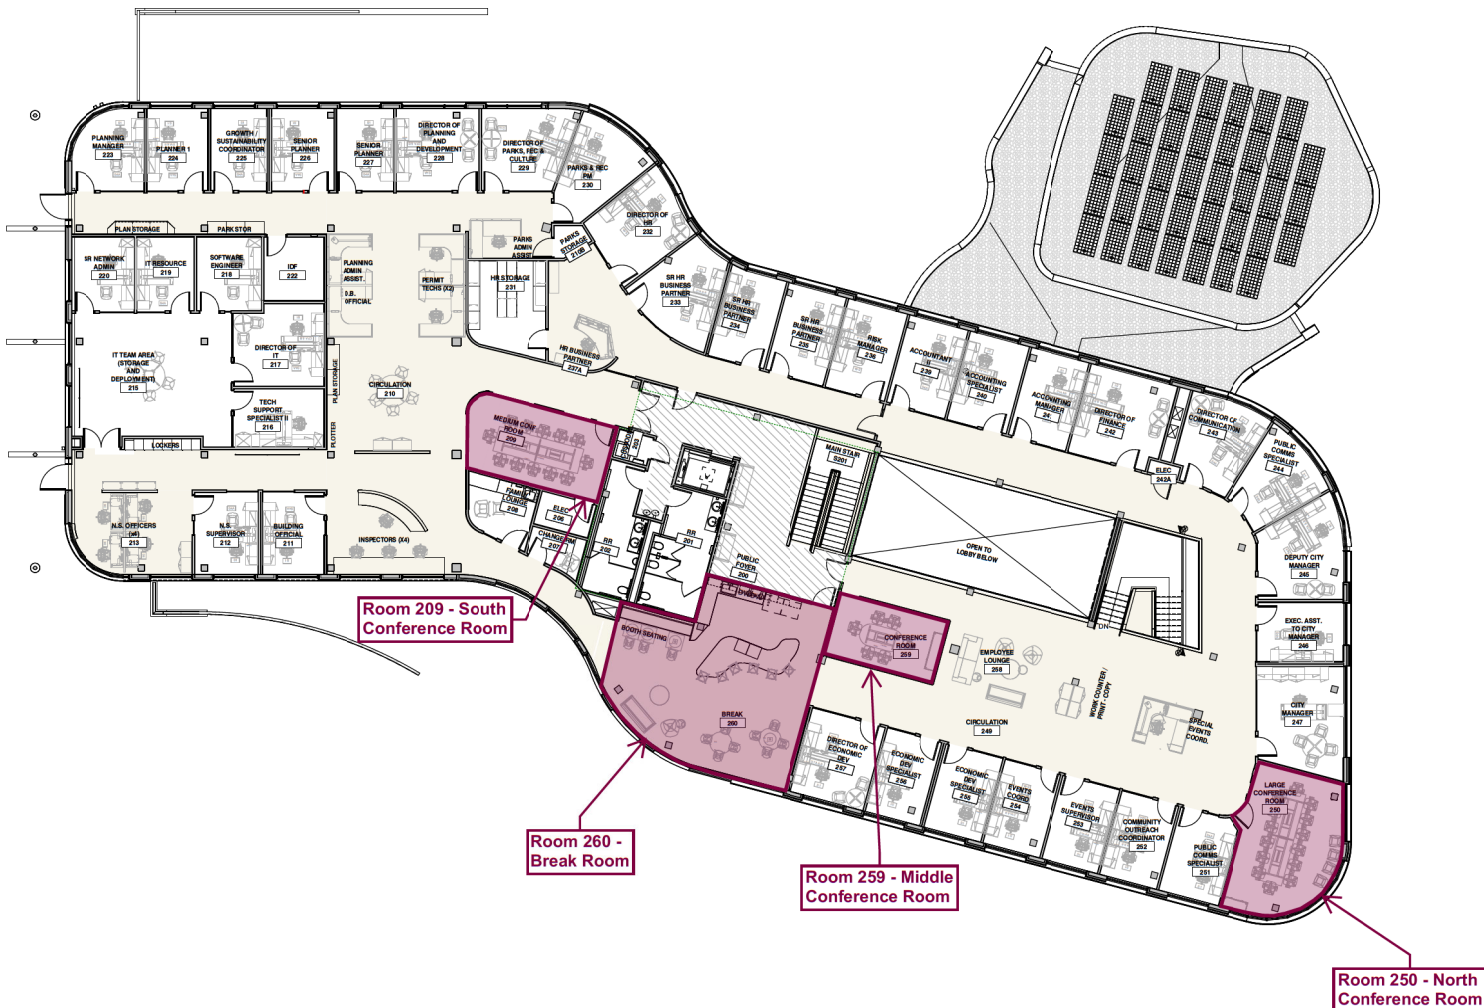 PLANNING
MANAGER
223
PLANNER 1
224
GROWTH /
SUSTAINABILITY
COORDINATOR
225
SENIOR
PLANNER
226
SENIOR
PLANNER
227
DIRECTOR OF
PLANNING
AND
DEVELOPMENT
228
DIRECTOR OF
PARKS, REC &
CULTURE
229
PARKS & REC
PM
230
DIRECTOR OF
HR
232
PLAN STORAGE
PARK STOR
SR NETWORK
ADMIN
220
IT RESOURCE
219
SOFTWARE
ENGINEER
218
IDF
222
PLANNING
ADMIN
ASSIST.
OFFICIAL
PERMIT
TECHS (X2)
PARKS
ADMIN
ASSIST
PARKS
STORAGE
210B
HR STORAGE
231
SR HR
BUSINESS
PARTNER
233
SR HR
BUSINESS
PARTNER
234
SR HR
BUSINESS
PARTNER
235
RISK
MANAGER
236
HR BUSINESS
PARTNER
237A
ACCOUNTANT
II
239
ACCOUNTING
SPECIALIST
240
ACCOUNTING
MANAGER
DIRECTOR OF
FINANCE
242
DIRECTOR OF
COMMUNICATION
243
PUBLIC
COMMS
SPECIALIST
244
ELEC
242A
IT TEAM AREA
(STORAGE
AND
DEPLOYMENT)
215
DIRECTOR OF
IT
217
TECH
SUPPORT
SPECIALIST II
216
PLAN STORAGE
PLOTTER
CIRCULATION
210
LOCKERS
MEDIUM CONF
ROOM
209
203
MAIN STAIR
S201
N.S. OFFICERS
(x4)
213
N.S.
SUPERVISOR
212
BUILDING
OFFICIAL
211
INSPECTORS (X4)
FAMILY
LOUNGE
208
ELEC
206
CHANGE RM
207
RR
202
RR
201
PUBLIC
FOYER
200
OPEN TO
LOBBY BELOW
DN
DEPUTY CITY
MANAGER
245
EXEC. ASST.
TO CITY
MANAGER
246
CITY
MANAGER
247
Room 209 - South
Conference Room
BOOTH SEATING
BREAK
260
CONFERENCE
ROOM
259
EMPLOYEE
LOUNGE
258
WORK COUNTER /
PRINT - COPY
SPECIAL
EVENTS
COORD.
CIRCULATION
249
DIRECTOR OF
ECONOMIC
DEV
257
ECONOMIC
DEV
SPECIALIST
256
ECONOMIC
DEV
SPECIALIST
255
EVENTS
COORD
254
EVENTS
SUPERVISOR
253
COMMUNITY
OUTREACH
COORDINATOR
252
PUBLIC
COMMS
SPECIALIST
251
LARGE
CONFERENCE
ROOM
250
Room 260 -
Break Room
Room 259 - Middle
Conference Room
Room 250 - North
Conference Room